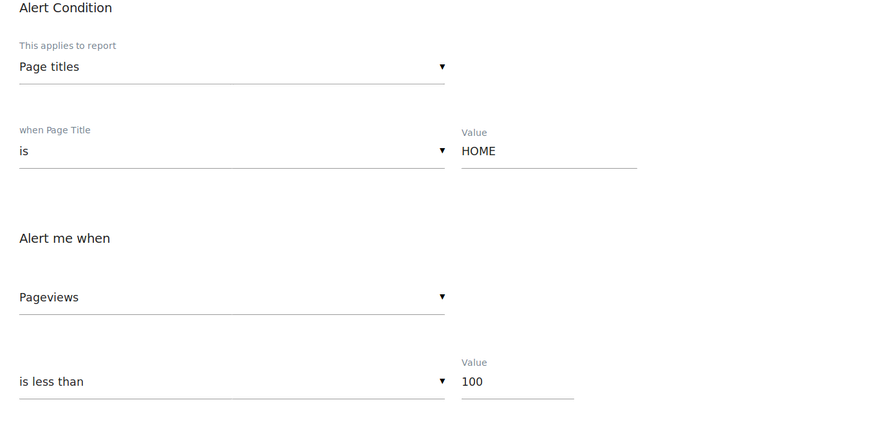 Alert Condition
This applies to report
Page titles
when Page Title
is
Value
HOME
Alert me when
Pageviews
is less than
Value
100